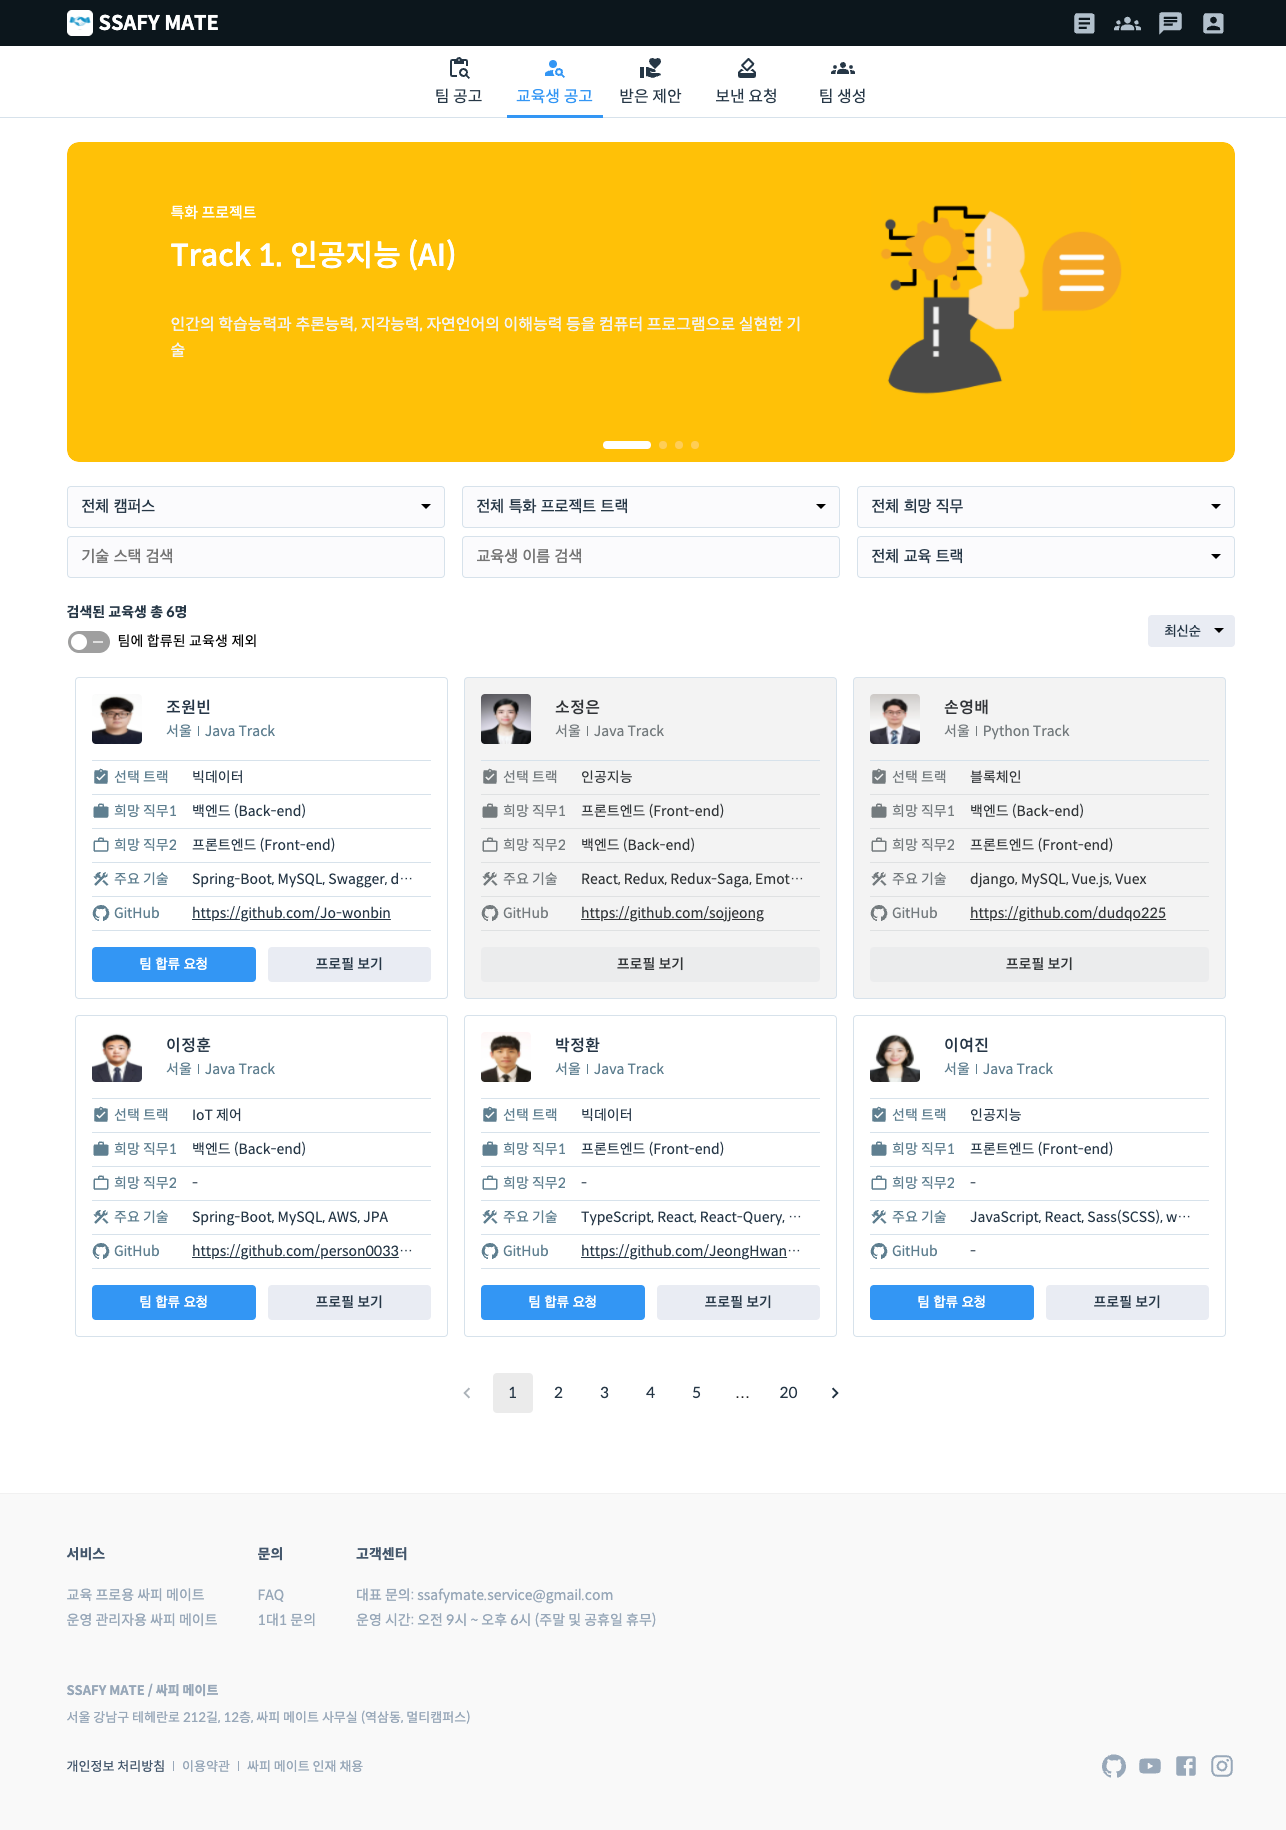 SSAFY MATE
팀 공고
교육생 공고
받은 제안
보낸 요청
팀 생성
특화 프로젝트
Track 1. 인공지능 (AI)
인간의 학습능력과 추론능력, 지각능력, 자연언어의 이해능력 등을 컴퓨터 프로그램으로 실현한 기
술
전체 캠퍼스
전체 특화 프로젝트 트랙
전체 희망 직무
기술 스택 검색
교육생 이름 검색
전체 교육 트랙
검색된 교육생 총 6명
팀에 합류된 교육생 제외
최신순
조원빈
서울 | Java Track
선택 트랙 빅데이터
희망 직무1 백엔드 (Back-end)
희망 직무2 프론트엔드 (Front-end)
주요 기술 Spring-Boot, MySQL, Swagger, d···
GitHub https://github.com/Jo-wonbin
팀 합류 요청
프로필 보기
소정은
서울 | Java Track
선택 트랙 인공지능
희망 직무1 프론트엔드 (Front-end)
희망 직무2 백엔드 (Back-end)
주요 기술 React, Redux, Redux-Saga, Emot···
GitHub https://github.com/sojjeong
프로필 보기
손영배
서울 | Python Track
선택 트랙 블록체인
희망 직무1 백엔드 (Back-end)
희망 직무2 프론트엔드 (Front-end)
주요 기술 django, MySQL, Vue.js, Vuex
GitHub https://github.com/dudqo225
프로필 보기
이정훈
서울 | Java Track
선택 트랙 IoT 제어
희망 직무1 백엔드 (Back-end)
희망 직무2 -
주요 기술 Spring-Boot, MySQL, AWS, JPA
GitHub https://github.com/person0033···
팀 합류 요청
프로필 보기
박정환
서울 | Java Track
선택 트랙 빅데이터
희망 직무1 프론트엔드 (Front-end)
희망 직무2 -
주요 기술 TypeScript, React, React-Query, ···
GitHub https://github.com/JeongHwan···
팀 합류 요청
프로필 보기
이여진
서울 | Java Track
선택 트랙 인공지능
희망 직무1 프론트엔드 (Front-end)
희망 직무2 -
주요 기술 JavaScript, React, Sass(SCSS), w···
GitHub -
팀 합류 요청
프로필 보기
1 2 3 4 5 ... 20
서비스
교육 프로용 싸피 메이트
운영 관리자용 싸피 메이트
문의
FAQ
1대1 문의
고객센터
대표 문의: ssafymate.service@gmail.com
운영 시간: 오전 9시 ~ 오후 6시 (주말 및 공휴일 휴무)
SSAFY MATE / 싸피 메이트
서울 강남구 테헤란로 212길, 12층, 싸피 메이트 사무실 (역삼동, 멀티캠퍼스)
개인정보 처리방침 | 이용약관 | 싸피 메이트 인재 채용